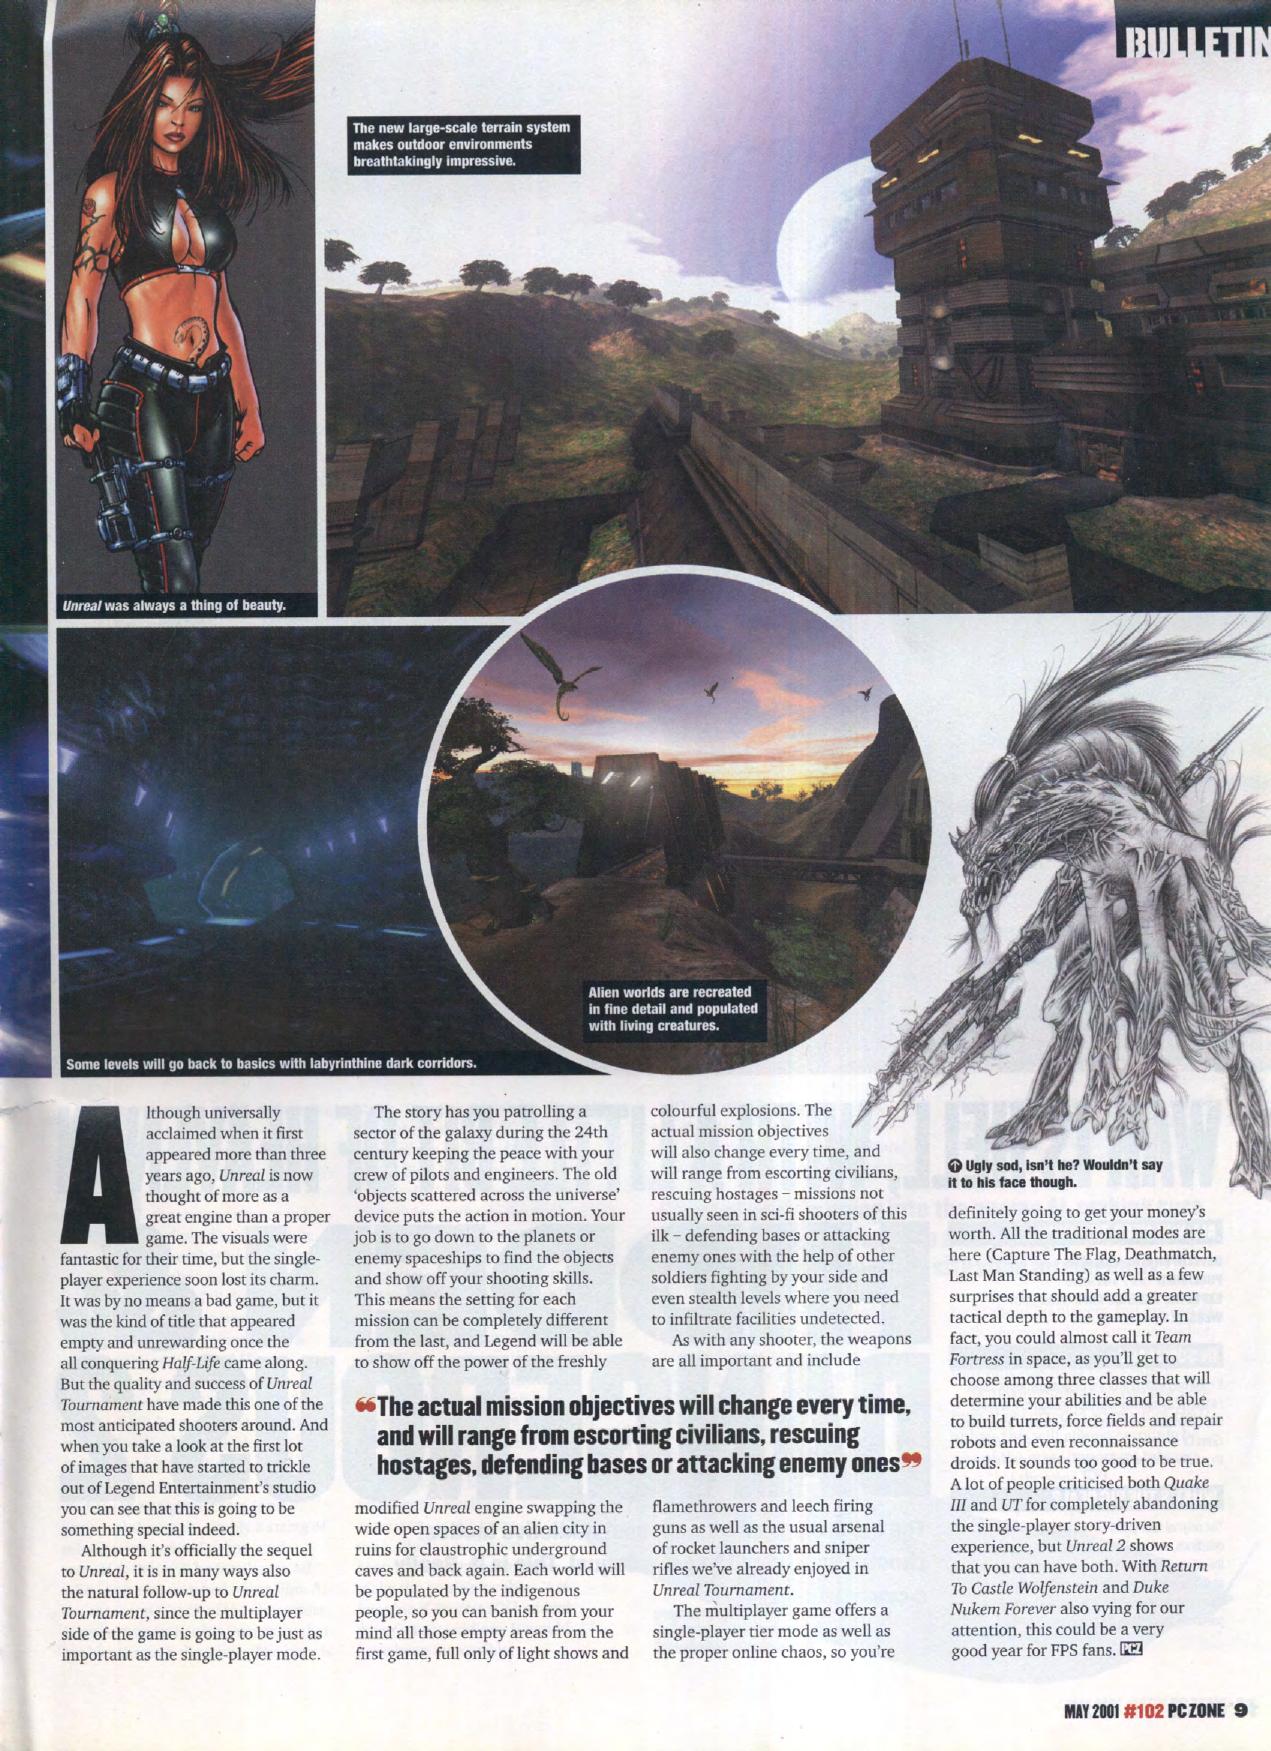 BULLETIN
The new large-scale terrain system
makes outdoor environments
breathtakingly impressive.
Unreal was always a thing of beauty.
Alien worlds are recreated
in fine detail and populated
with living creatures.
Some levels will go back to basics with labyrinthine dark corridors.
Ugly sod, isn't he? Wouldn't say
it to his face though.
Although universally
acclaimed when it first
appeared more than three
years ago, Unreal is now
thought of more as a
great engine than a proper
game. The visuals were
fantastic for their time, but the single-
player experience soon lost its charm.
It was by no means a bad game, but it
was the kind of title that appeared
empty and unrewarding once the
all conquering Half-Life came along.
But the quality and success of Unreal
Tournament have made this one of the
most anticipated shooters around. And
when you take a look at the first lot
of images that have started to trickle
out of Legend Entertainment's studio
you can see that this is going to be
something special indeed.
Although it's officially the sequel
to Unreal, it is in many ways also
the natural follow-up to Unreal
Tournament, since the multiplayer
side of the game is going to be just as
important as the single-player mode.
The story has you patrolling a
sector of the galaxy during the 24th
century keeping the peace with your
crew of pilots and engineers. The old
'objects scattered across the universe'
device puts the action in motion. Your
job is to go down to the planets or
enemy spaceships to find the objects
and show off your shooting skills.
This means the setting for each
mission can be completely different
from the last, and Legend will be able
to show off the power of the freshly
modified Unreal engine swapping the
wide open spaces of an alien city in
ruins for claustrophic underground
caves and back again. Each world will
be populated by the indigenous
people, so you can banish from your
mind all those empty areas from the
first game, full only of light shows and
colourful explosions. The
actual mission objectives
will also change every time, and
will range from escorting civilians,
rescuing hostages – missions not
usually seen in sci-fi shooters of this
ilk – defending bases or attacking
enemy ones with the help of other
soldiers fighting by your side and
even stealth levels where you need
to infiltrate facilities undetected.
As with any shooter, the weapons
are all important and include
flamethrowers and leech firing
guns as well as the usual arsenal
of rocket launchers and sniper
rifles we've already enjoyed in
Unreal Tournament.
The multiplayer game offers a
single-player tier mode as well as
the proper online chaos, so you're
definitely going to get your money's
worth. All the traditional modes are
here (Capture The Flag, Deathmatch,
Last Man Standing) as well as a few
surprises that should add a greater
tactical depth to the gameplay. In
fact, you could almost call it Team
Fortress in space, as you'll get to
choose among three classes that will
determine your abilities and be able
to build turrets, force fields and repair
robots and even reconnaissance
droids. It sounds too good to be true.
A lot of people criticised both Quake
III and UT for completely abandoning
the single-player story-driven
experience, but Unreal 2 shows
that you can have both. With Return
To Castle Wolfenstein and Duke
Nukem Forever also vying for our
attention, this could be a very
good year for FPS fans. PCZ
“The actual mission objectives will change every time,
and will range from escorting civilians, rescuing
hostages, defending bases or attacking enemy ones”
MAY 2001 #102 PC ZONE 9